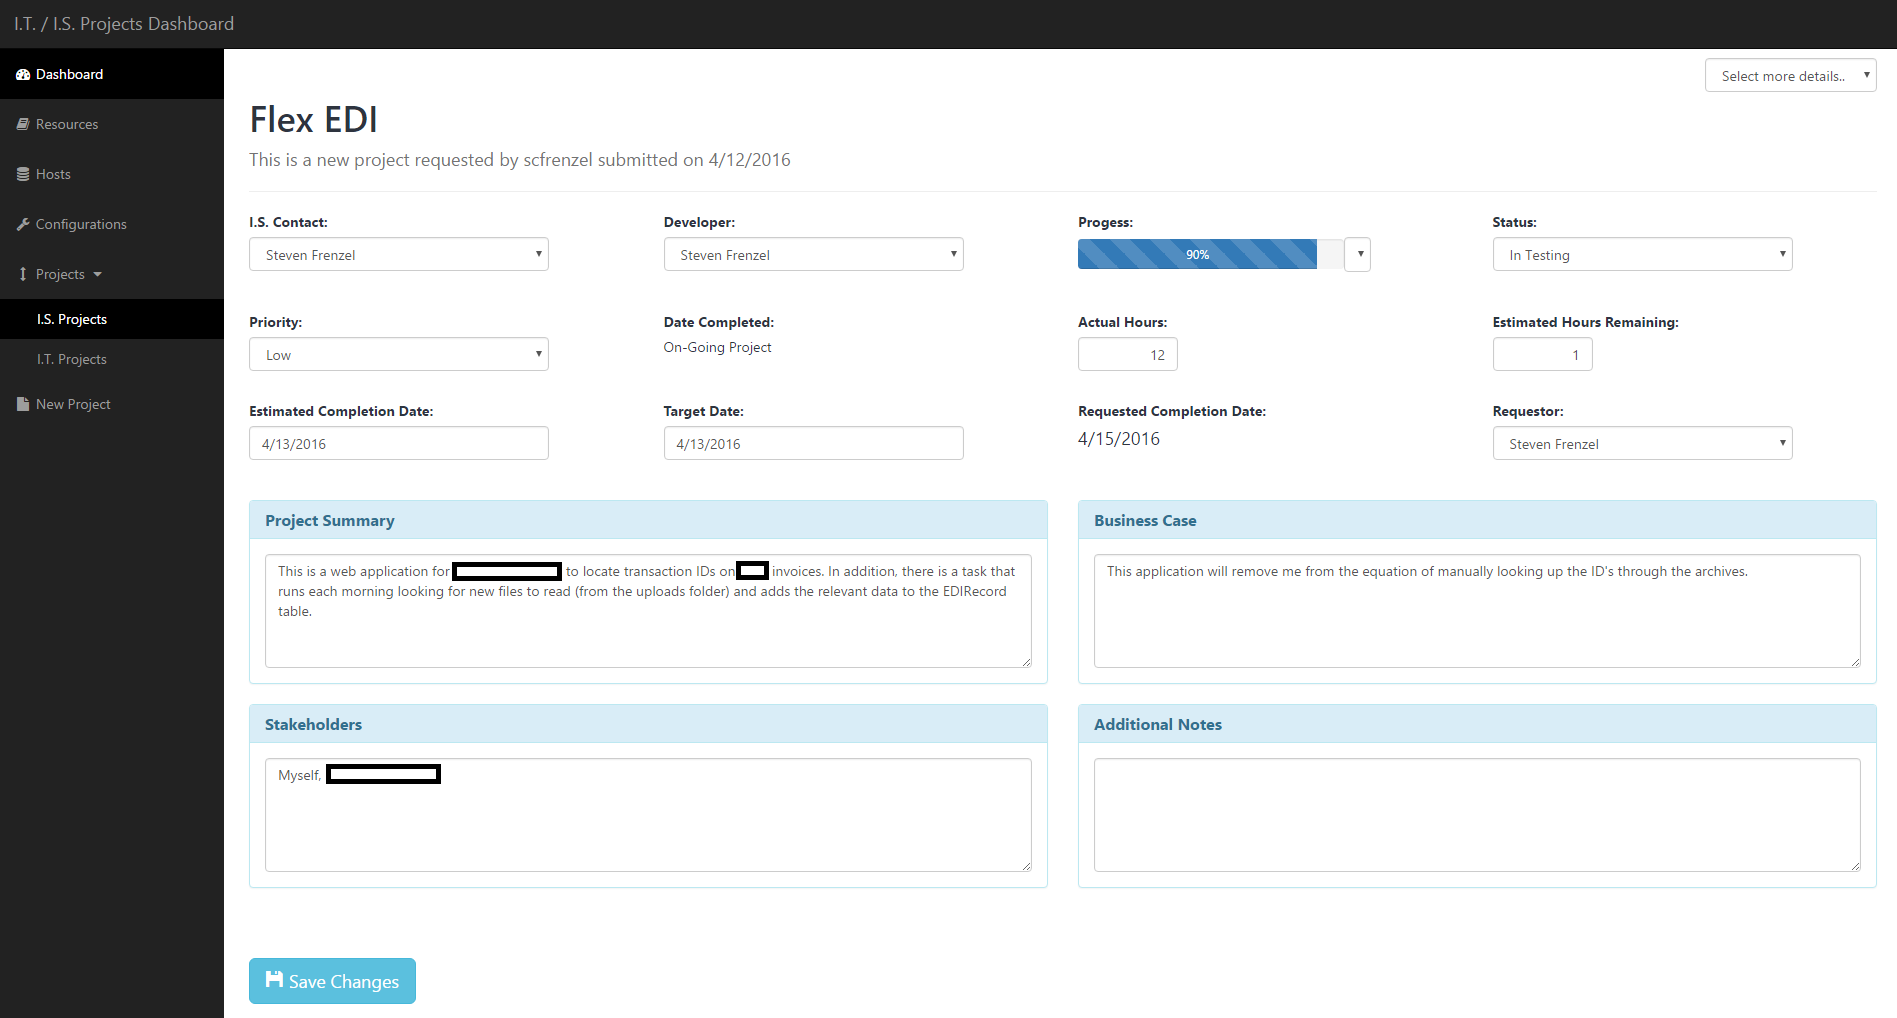 I.T. / I.S. Projects Dashboard
Dashboard
Resources
Hosts
Configurations
Projects
I.S. Projects
I.T. Projects
New Project
Select more details..
Flex EDI
This is a new project requested by scfrenzel submitted on 4/12/2016
I.S. Contact:
Steven Frenzel
Developer:
Steven Frenzel
Progess:
90%
Status:
In Testing
Priority:
Low
Date Completed:
On-Going Project
Actual Hours:
12
Estimated Hours Remaining:
1
Estimated Completion Date:
4/13/2016
Target Date:
4/13/2016
Requested Completion Date:
4/15/2016
Requestor:
Steven Frenzel
Project Summary
This is a web application for to locate transaction IDs on invoices. In addition, there is a task that
runs each morning looking for new files to read (from the uploads folder) and adds the relevant data to the EDIRecord
table.
Business Case
This application will remove me from the equation of manually looking up the ID's through the archives.
Stakeholders
Myself,
Additional Notes
Save Changes